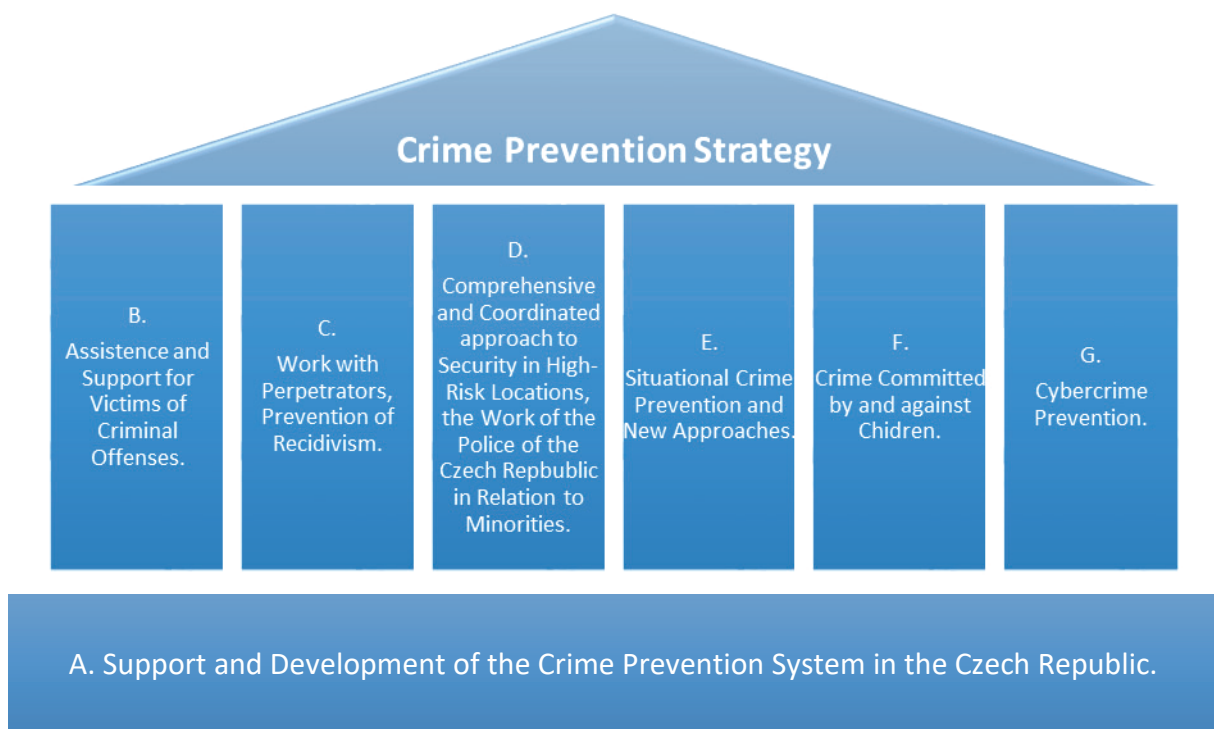 Crime Prevention Strategy
B.
Assistence and
Support for
Victims of
Criminal
Offenses.
C.
Work with
Perpetrators,
Prevention of
Recidivism.
D.
Comprehensive
and Coordinated
approach to
Security in High-
Risk Locations,
the Work of the
Police of the
Czech Repbublic
in Relation to
Minorities.
E.
Situational Crime
Prevention and
New Approaches.
F.
Crime Committed
by and against
Chidren.
G.
Cybercrime
Prevention.
A. Support and Development of the Crime Prevention System in the Czech Republic.